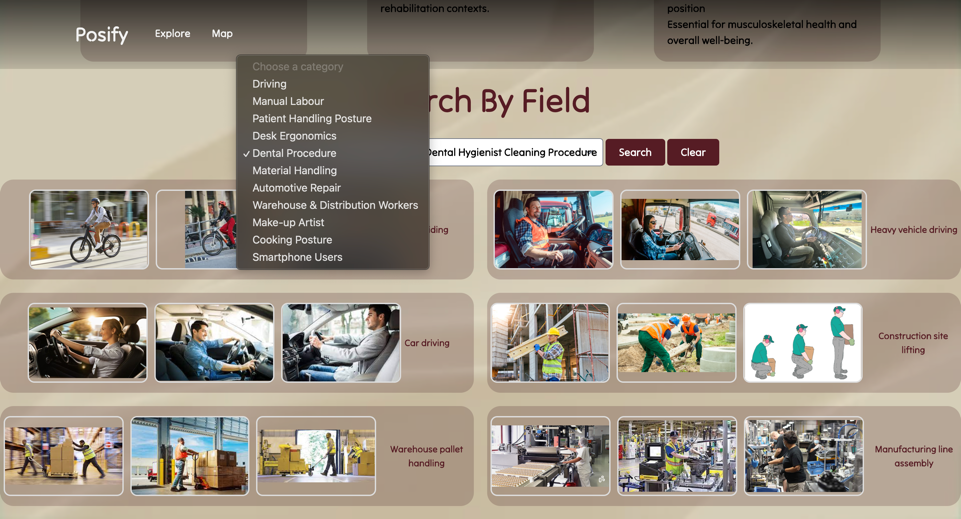 rehabilitation contexts.
position
Essential for musculoskeletal health and
overall well-being.
Posify
Explore
Map
Choose a category
Driving
Manual Labour
Patient Handling Posture
Desk Ergonomics
✓ Dental Procedure
Material Handling
Automotive Repair
Warehouse & Distribution Workers
Make-up Artist
Cooking Posture
Smartphone Users
rch By Field
Dental Hygienist Cleaning Procedure
Search
Clear
iding
Heavy vehicle driving
Car driving
Construction site
lifting
Warehouse pallet
handling
Manufacturing line
assembly